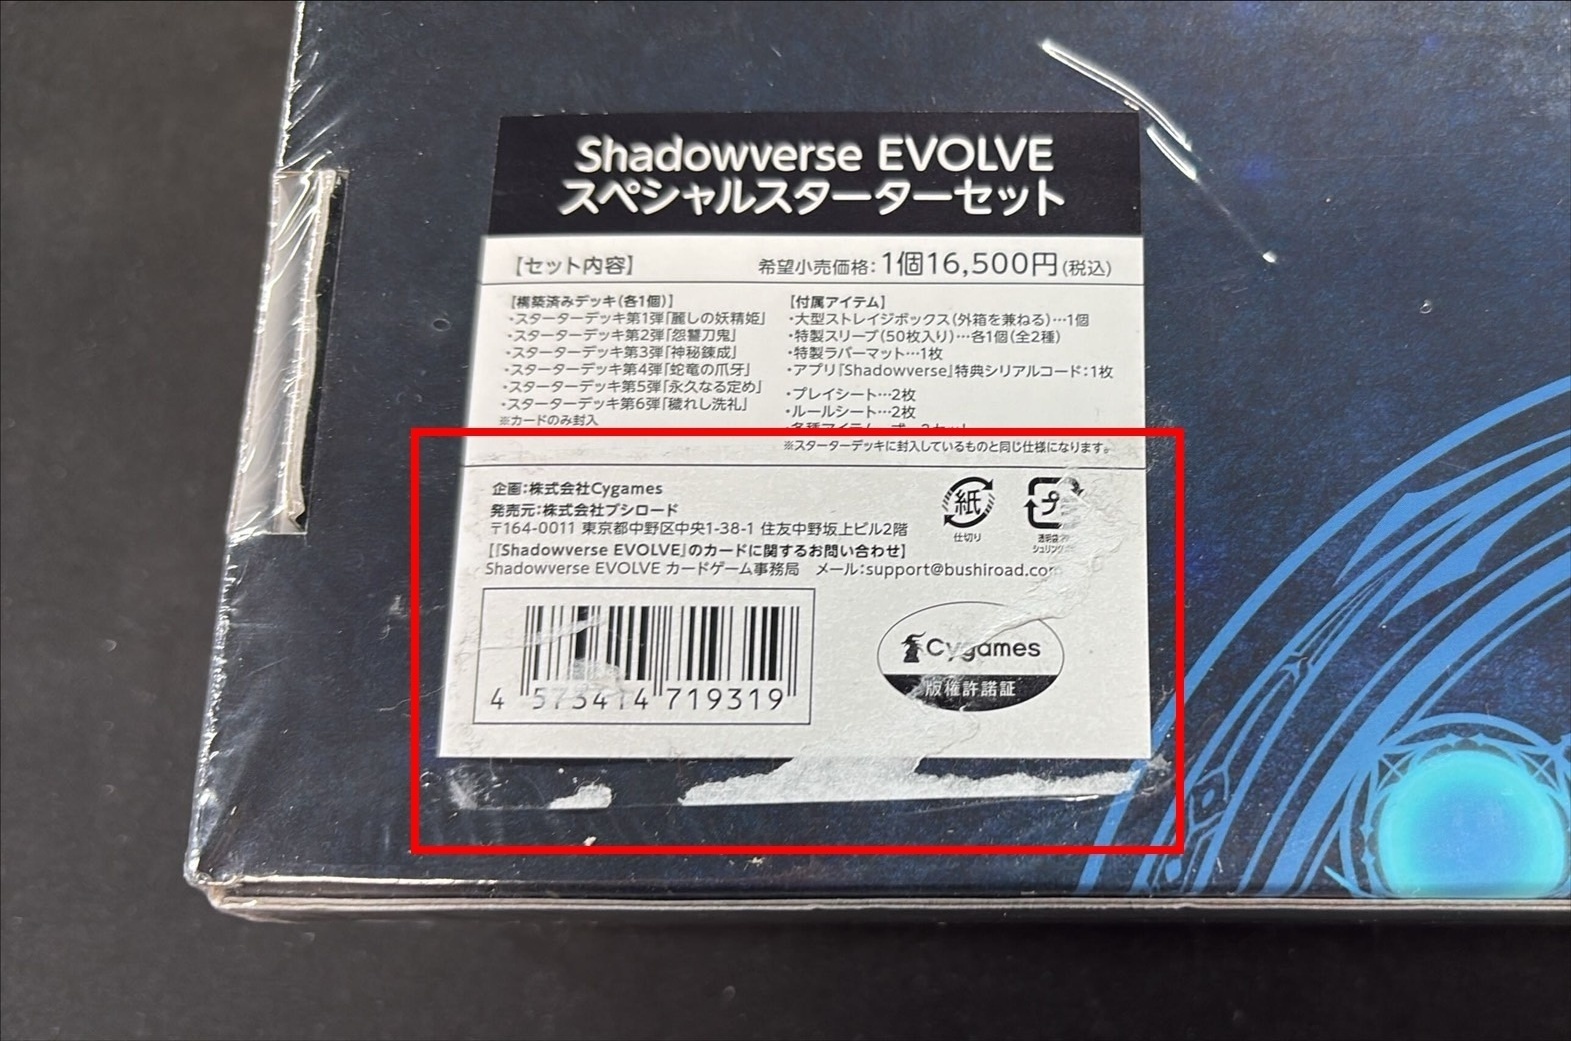 Shadowverse EVOLVE
スペシャルスターターセット
【セット内容】
希望小売価格:1個16,500円(税込)
【構築済みデッキ(各1個)】
・スターターデッキ第1弾「麗しの妖精姫」
・スターターデッキ第2弾「怨讐刀鬼」
・スターターデッキ第3弾「神秘錬成」
・スターターデッキ第4弾「蛇竜の爪牙」
・スターターデッキ第5弾「永久なる定め」
・スターターデッキ第6弾「穢れし洗礼」
※カードのみ封入
【付属アイテム】
・大型ストレイジボックス(外箱を兼ねる)…1個
・特製スリーブ(50枚入り)…各1個(全2種)
・特製ラバーマット…1枚
・アプリ『Shadowverse』特典シリアルコード:1枚
・プレイシート…2枚
・ルールシート…2枚
※スターターデッキに封入しているものと同じ仕様になります。
企画:株式会社Cygames
発売元:株式会社ブシロード
〒164-0011 東京都中野区中央1-38-1 住友中野坂上ビル2階
【『Shadowverse EVOLVE』のカードに関するお問い合わせ】
Shadowverse EVOLVE カードゲーム事務局 メール:support@bushiroad.com
紙
仕切り
プ
4 573414 719319
Cygames
版権許諾証